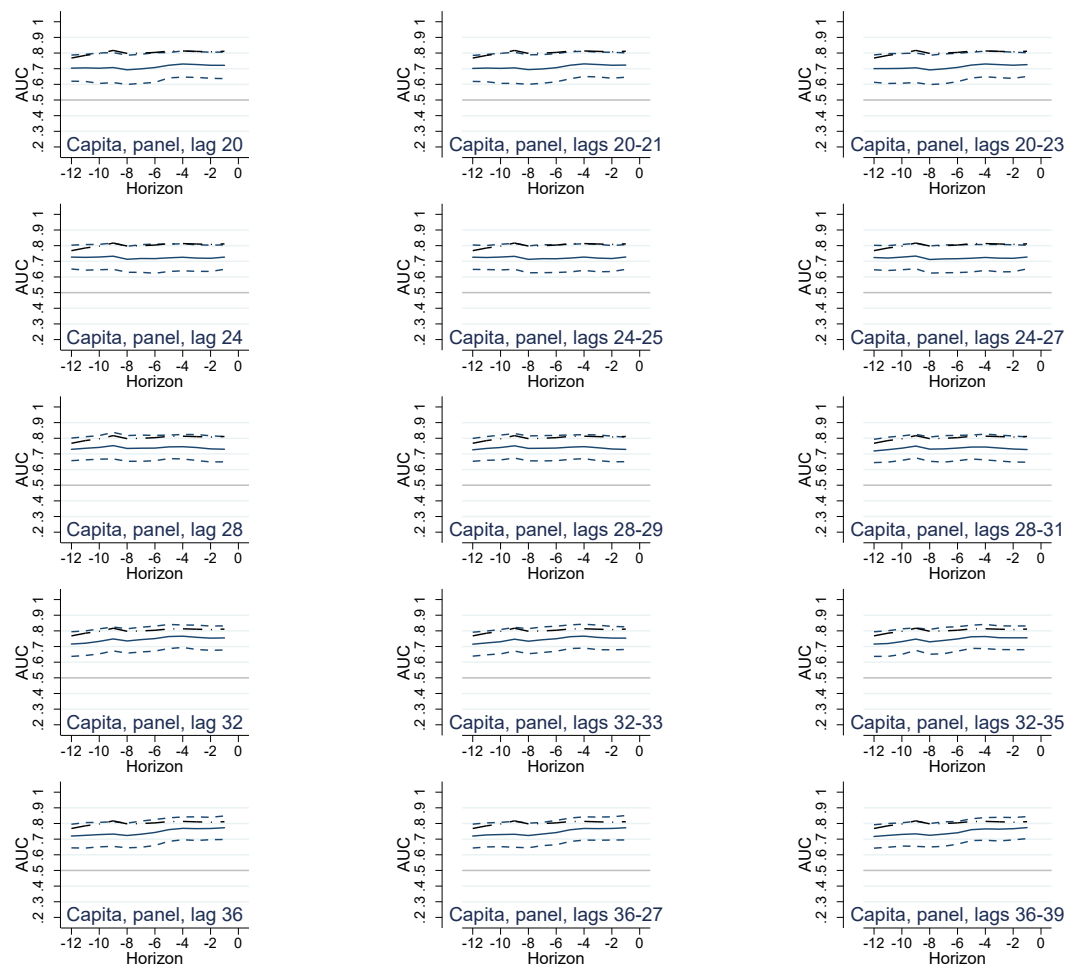 AUC
.2 .3 .4 .5 .6 .7 .8 .9 1
Capita, panel, lag 20
-12 -10 -8 -6 -4 -2 0
Horizon
AUC
.2 .3 .4 .5 .6 .7 .8 .9 1
Capita, panel, lags 20-21
-12 -10 -8 -6 -4 -2 0
Horizon
AUC
.2 .3 .4 .5 .6 .7 .8 .9 1
Capita, panel, lags 20-23
-12 -10 -8 -6 -4 -2 0
Horizon
AUC
.2 .3 .4 .5 .6 .7 .8 .9 1
Capita, panel, lag 24
-12 -10 -8 -6 -4 -2 0
Horizon
AUC
.2 .3 .4 .5 .6 .7 .8 .9 1
Capita, panel, lags 24-25
-12 -10 -8 -6 -4 -2 0
Horizon
AUC
.2 .3 .4 .5 .6 .7 .8 .9 1
Capita, panel, lags 24-27
-12 -10 -8 -6 -4 -2 0
Horizon
AUC
.2 .3 .4 .5 .6 .7 .8 .9 1
Capita, panel, lag 28
-12 -10 -8 -6 -4 -2 0
Horizon
AUC
.2 .3 .4 .5 .6 .7 .8 .9 1
Capita, panel, lags 28-29
-12 -10 -8 -6 -4 -2 0
Horizon
AUC
.2 .3 .4 .5 .6 .7 .8 .9 1
Capita, panel, lags 28-31
-12 -10 -8 -6 -4 -2 0
Horizon
AUC
.2 .3 .4 .5 .6 .7 .8 .9 1
Capita, panel, lag 32
-12 -10 -8 -6 -4 -2 0
Horizon
AUC
.2 .3 .4 .5 .6 .7 .8 .9 1
Capita, panel, lags 32-33
-12 -10 -8 -6 -4 -2 0
Horizon
AUC
.2 .3 .4 .5 .6 .7 .8 .9 1
Capita, panel, lags 32-35
-12 -10 -8 -6 -4 -2 0
Horizon
AUC
.2 .3 .4 .5 .6 .7 .8 .9 1
Capita, panel, lag 36
-12 -10 -8 -6 -4 -2 0
Horizon
AUC
.2 .3 .4 .5 .6 .7 .8 .9 1
Capita, panel, lags 36-27
-12 -10 -8 -6 -4 -2 0
Horizon
AUC
.2 .3 .4 .5 .6 .7 .8 .9 1
Capita, panel, lags 36-39
-12 -10 -8 -6 -4 -2 0
Horizon